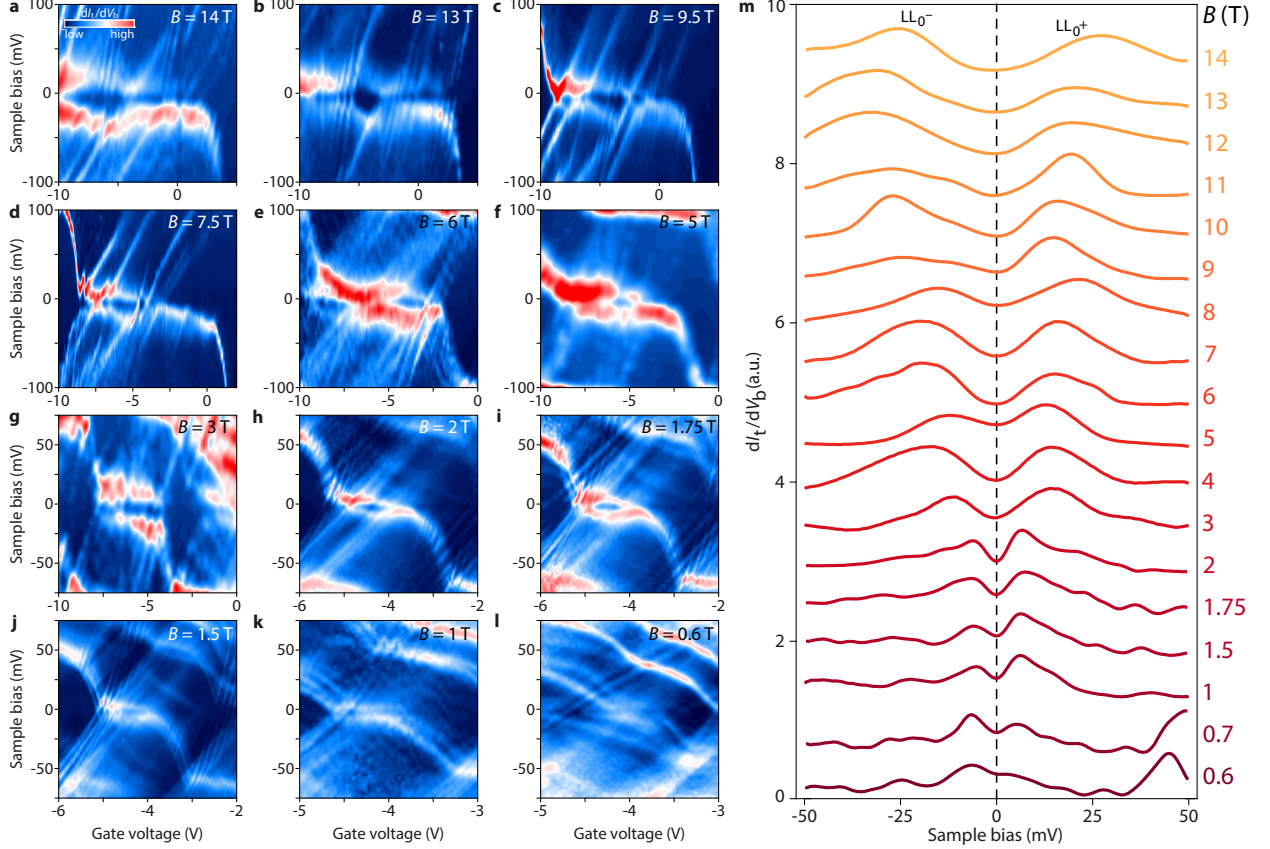 a
dIt/dVb
low high
B = 14 T
100
50
0
-50
-100
-10 0
Sample bias (mV)
b
B = 13 T
-10 0
c
B = 9.5 T
-10 0
d
B = 7.5 T
100
0
-100
-10 -5 0
Sample bias (mV)
e
B = 6 T
100
0
-100
-10 -5 0
f
B = 5 T
100
0
-100
-10 -5 0
g
B = 3 T
50
0
-50
-10 -5 0
Sample bias (mV)
h
B = 2 T
50
0
-50
-6 -4 -2
i
B = 1.75 T
50
0
-50
-6 -4 -2
j
B = 1.5 T
50
0
-50
-6 -4 -2
Sample bias (mV)
Gate voltage (V)
k
B = 1 T
50
0
-50
-5 -4 -3
Gate voltage (V)
l
B = 0.6 T
50
0
-50
-5 -4 -3
Gate voltage (V)
m
LL0− LL0+
B (T)
10
8
6
4
2
0
dIt/dVb (a.u.)
14
13
12
11
10
9
8
7
6
5
4
3
2
1.75
1.5
1
0.7
0.6
-50 -25 0 25 50
Sample bias (mV)